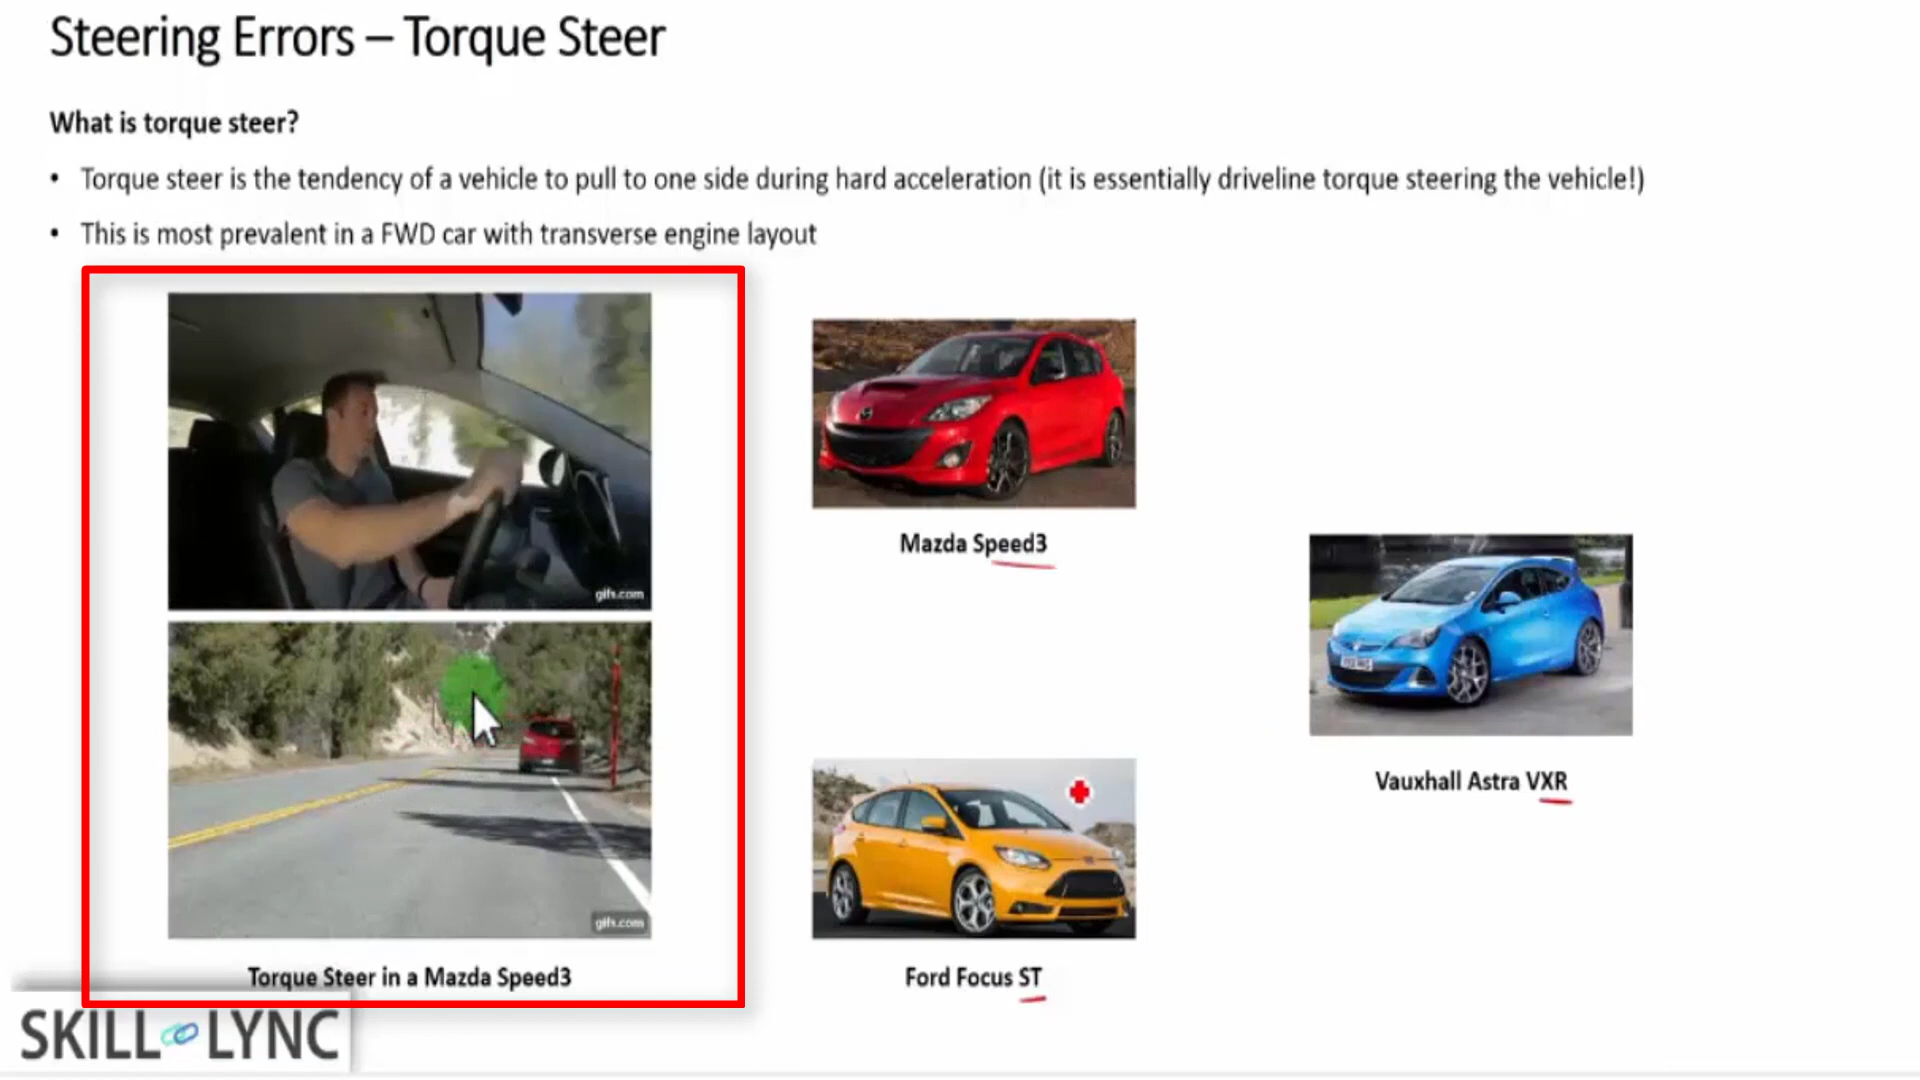 Steering Errors – Torque Steer
What is torque steer?
• Torque steer is the tendency of a vehicle to pull to one side during hard acceleration (it is essentially driveline torque steering the vehicle!)
• This is most prevalent in a FWD car with transverse engine layout
gifs.com
Mazda Speed3
gifs.com
Vauxhall Astra VXR
Torque Steer in a Mazda Speed3
Ford Focus ST
SKILL LYNC